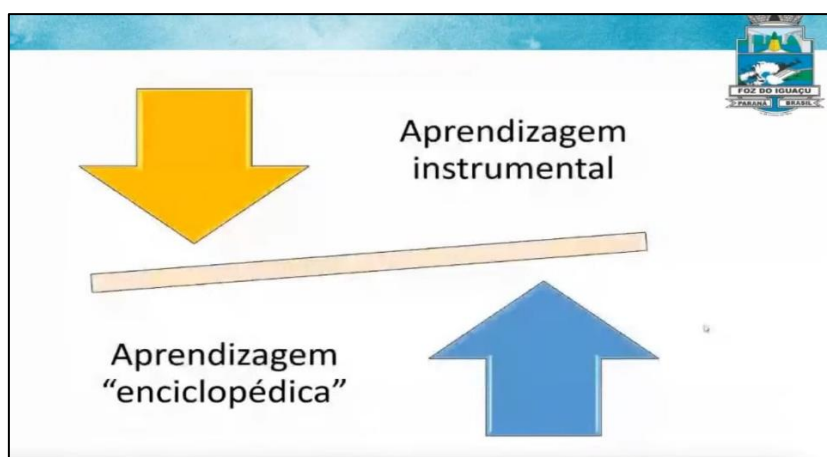 FOZ DO IGUAÇU
PARANÁ BRASIL
Aprendizagem
instrumental
Aprendizagem
“enciclopédica”